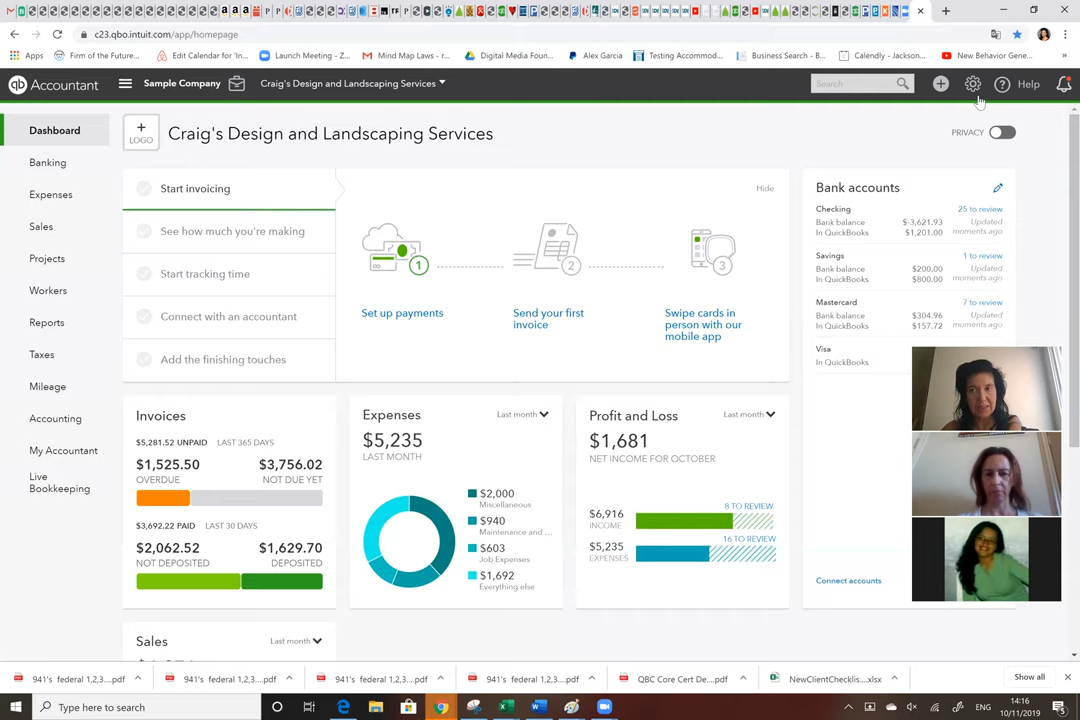 c23.qbo.intuit.com/app/homepage
Apps
Firm of the Future...
Edit Calendar for 'In...
Launch Meeting - Z...
Mind Map Laws - r...
Digital Media Foun...
Alex Garcia
Testing Accommod...
Business Search - B...
Calendly - Jackson...
New Behavior Gene...
»
qb Accountant
Sample Company
Craig's Design and Landscaping Services
Search
Help
Dashboard
Banking
Expenses
Sales
Projects
Workers
Reports
Taxes
Mileage
Accounting
My Accountant
Live
Bookkeeping
+
LOGO
Craig's Design and Landscaping Services
PRIVACY
Start invoicing
See how much you're making
Start tracking time
Connect with an accountant
Add the finishing touches
Hide
1
2
3
Set up payments
Send your first
invoice
Swipe cards in
person with our
mobile app
Bank accounts
Checking
25 to review
Bank balance $-3,621.93
In QuickBooks $1,201.00
Updated
moments ago
Savings
1 to review
Bank balance $200.00
In QuickBooks $800.00
Updated
moments ago
Mastercard
7 to review
Bank balance $304.96
In QuickBooks $157.72
Updated
moments ago
Visa
In QuickBooks
Connect accounts
Invoices
$5,281.52 UNPAID LAST 365 DAYS
$1,525.50 $3,756.02
OVERDUE NOT DUE YET
$3,692.22 PAID LAST 30 DAYS
$2,062.52 $1,629.70
NOT DEPOSITED DEPOSITED
Expenses
Last month
$5,235
LAST MONTH
$2,000
Miscellaneous
$940
Maintenance and ...
$603
Job Expenses
$1,692
Everything else
Profit and Loss
Last month
$1,681
NET INCOME FOR OCTOBER
8 TO REVIEW
$6,916
INCOME
16 TO REVIEW
$5,235
EXPENSES
Sales
Last month
941's federal 1,2,3....pdf
941's federal 1,2,3....pdf
941's federal 1,2,3....pdf
941's federal 1,2,3....pdf
QBC Core Cert De....pdf
NewClientChecklis....xlsx
Show all
Type here to search
ENG
14:16
10/11/2019